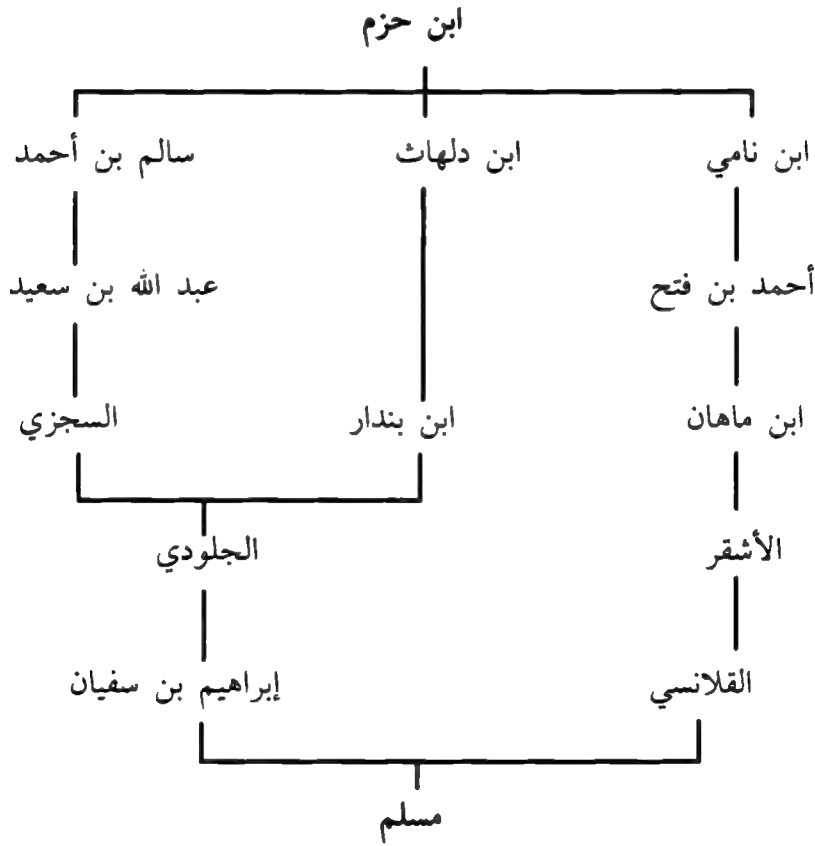 ابن حزم
ابن نامي
ابن دلهاث
سالم بن أحمد
أحمد بن فتح
عبد الله بن سعيد
ابن ماهان
ابن بندار
السجزي
الأشقر
الجلودي
القلانسي
إبراهيم بن سفيان
مسلم